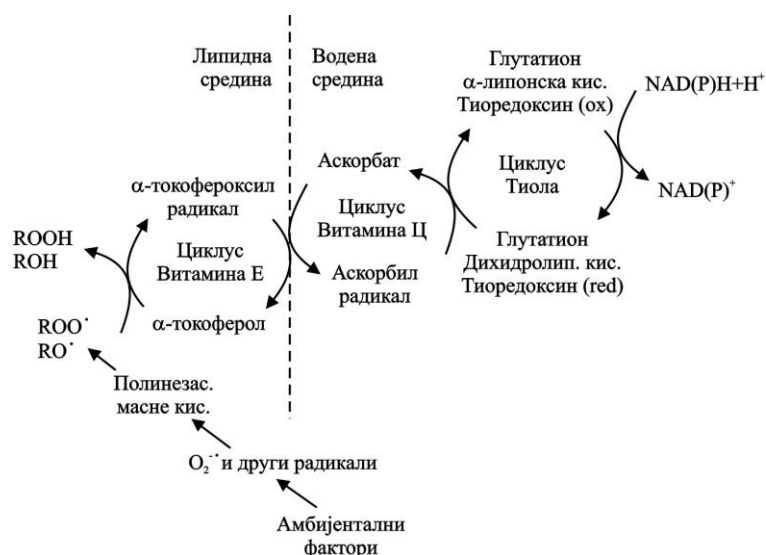 Липидна
средина
Водена
средина
Глутатион
α-липонска кис.
Тиоредоксин (ox)
NAD(P)H+H⁺
Аскорбат
Циклус
Тиола
NAD(P)⁺
α-токофероксил
радикал
Циклус
Витамина Ц
ROOH
ROH
Циклус
Витамина Е
Аскорбил
радикал
Глутатион
Дихидролип. кис.
Тиоредоксин (red)
ROO˙
RO˙
α-токоферол
Полинезас.
масне кис.
O₂⁻˙ и други радикали
Амбијентални
фактори